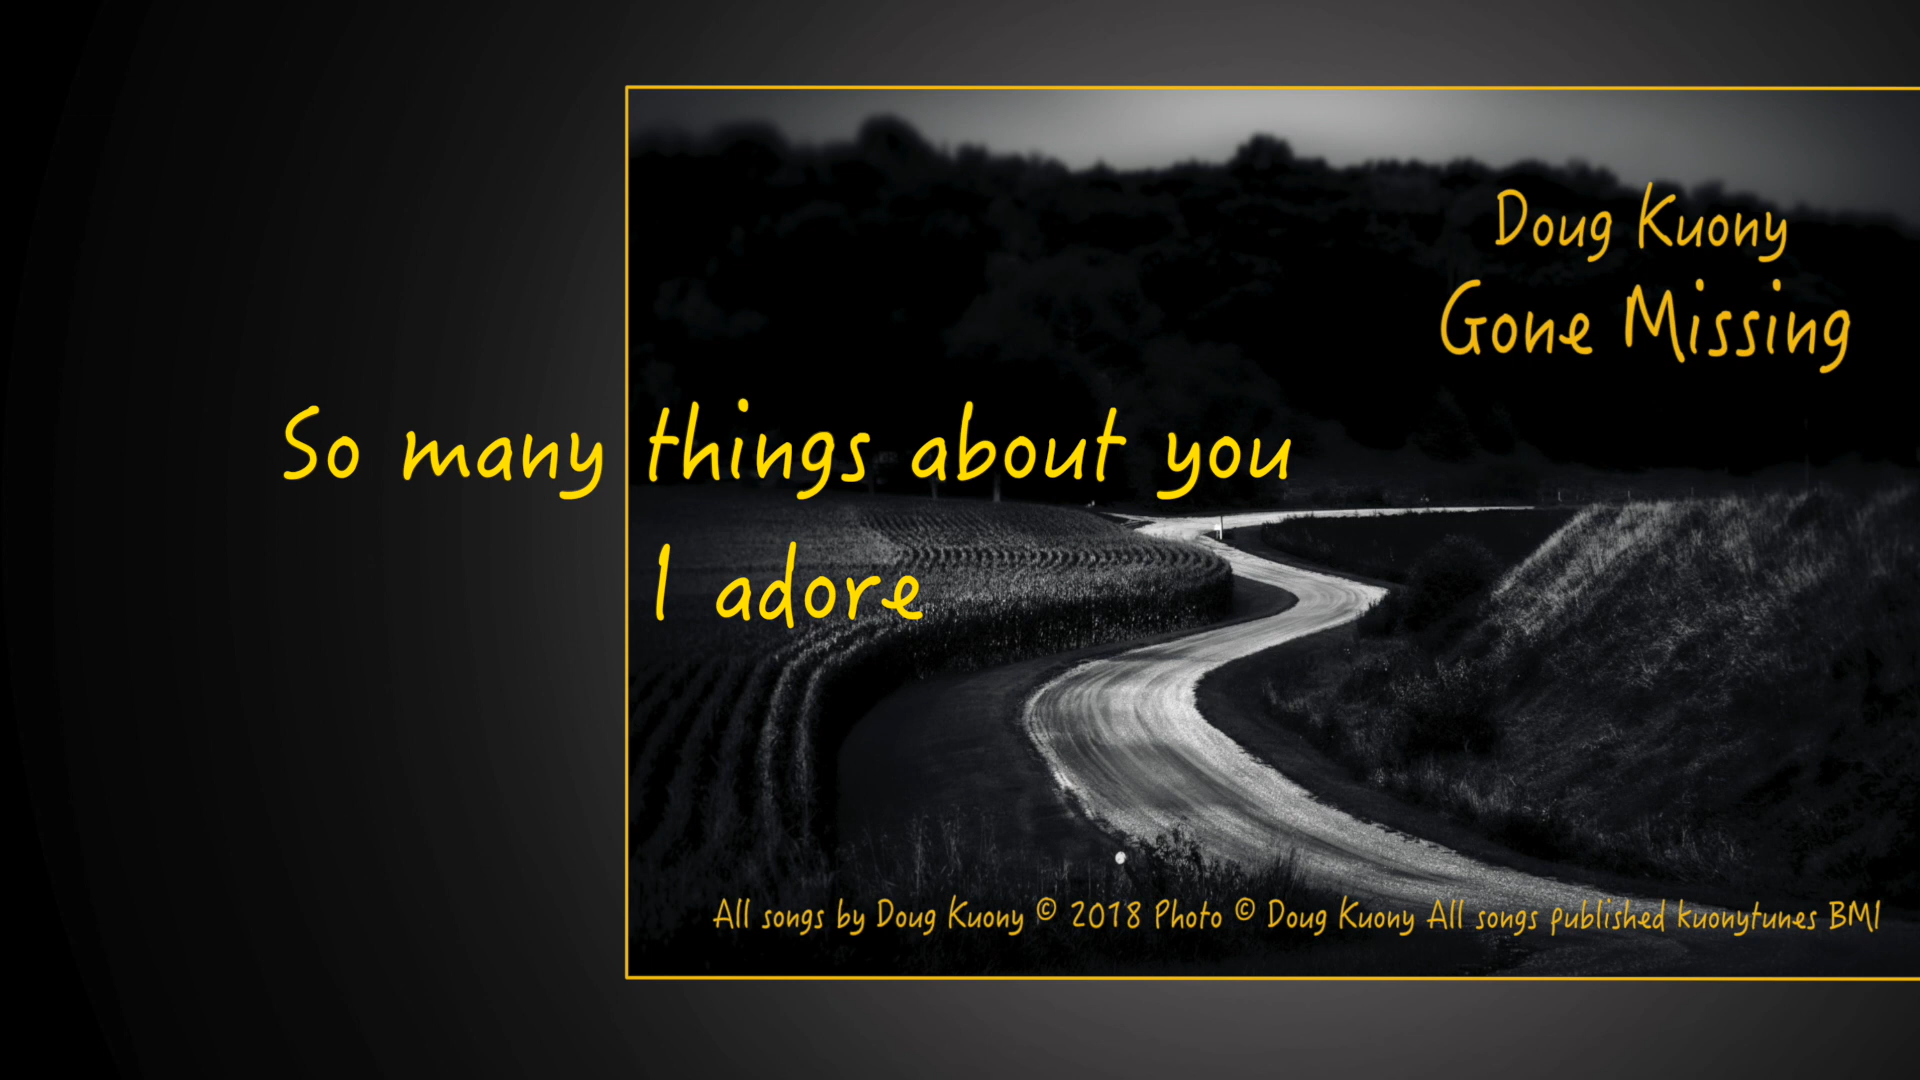 Doug Kuony
Gone Missing
So many things about you
I adore
All songs by Doug Kuony © 2018 Photo © Doug Kuony All songs published kuonytunes BMI